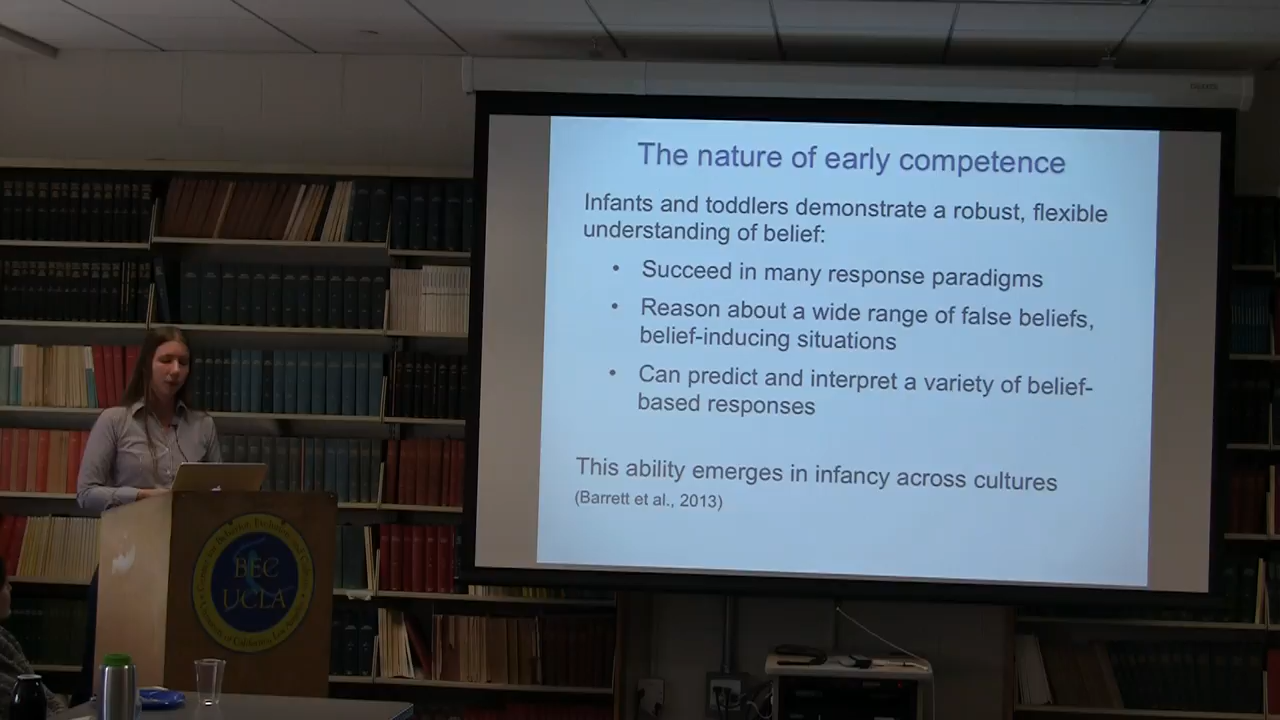 The nature of early competence
Infants and toddlers demonstrate a robust, flexible
understanding of belief:
• Succeed in many response paradigms
• Reason about a wide range of false beliefs,
belief-inducing situations
• Can predict and interpret a variety of belief-
based responses
This ability emerges in infancy across cultures
(Barrett et al., 2013)
BEC
UCLA